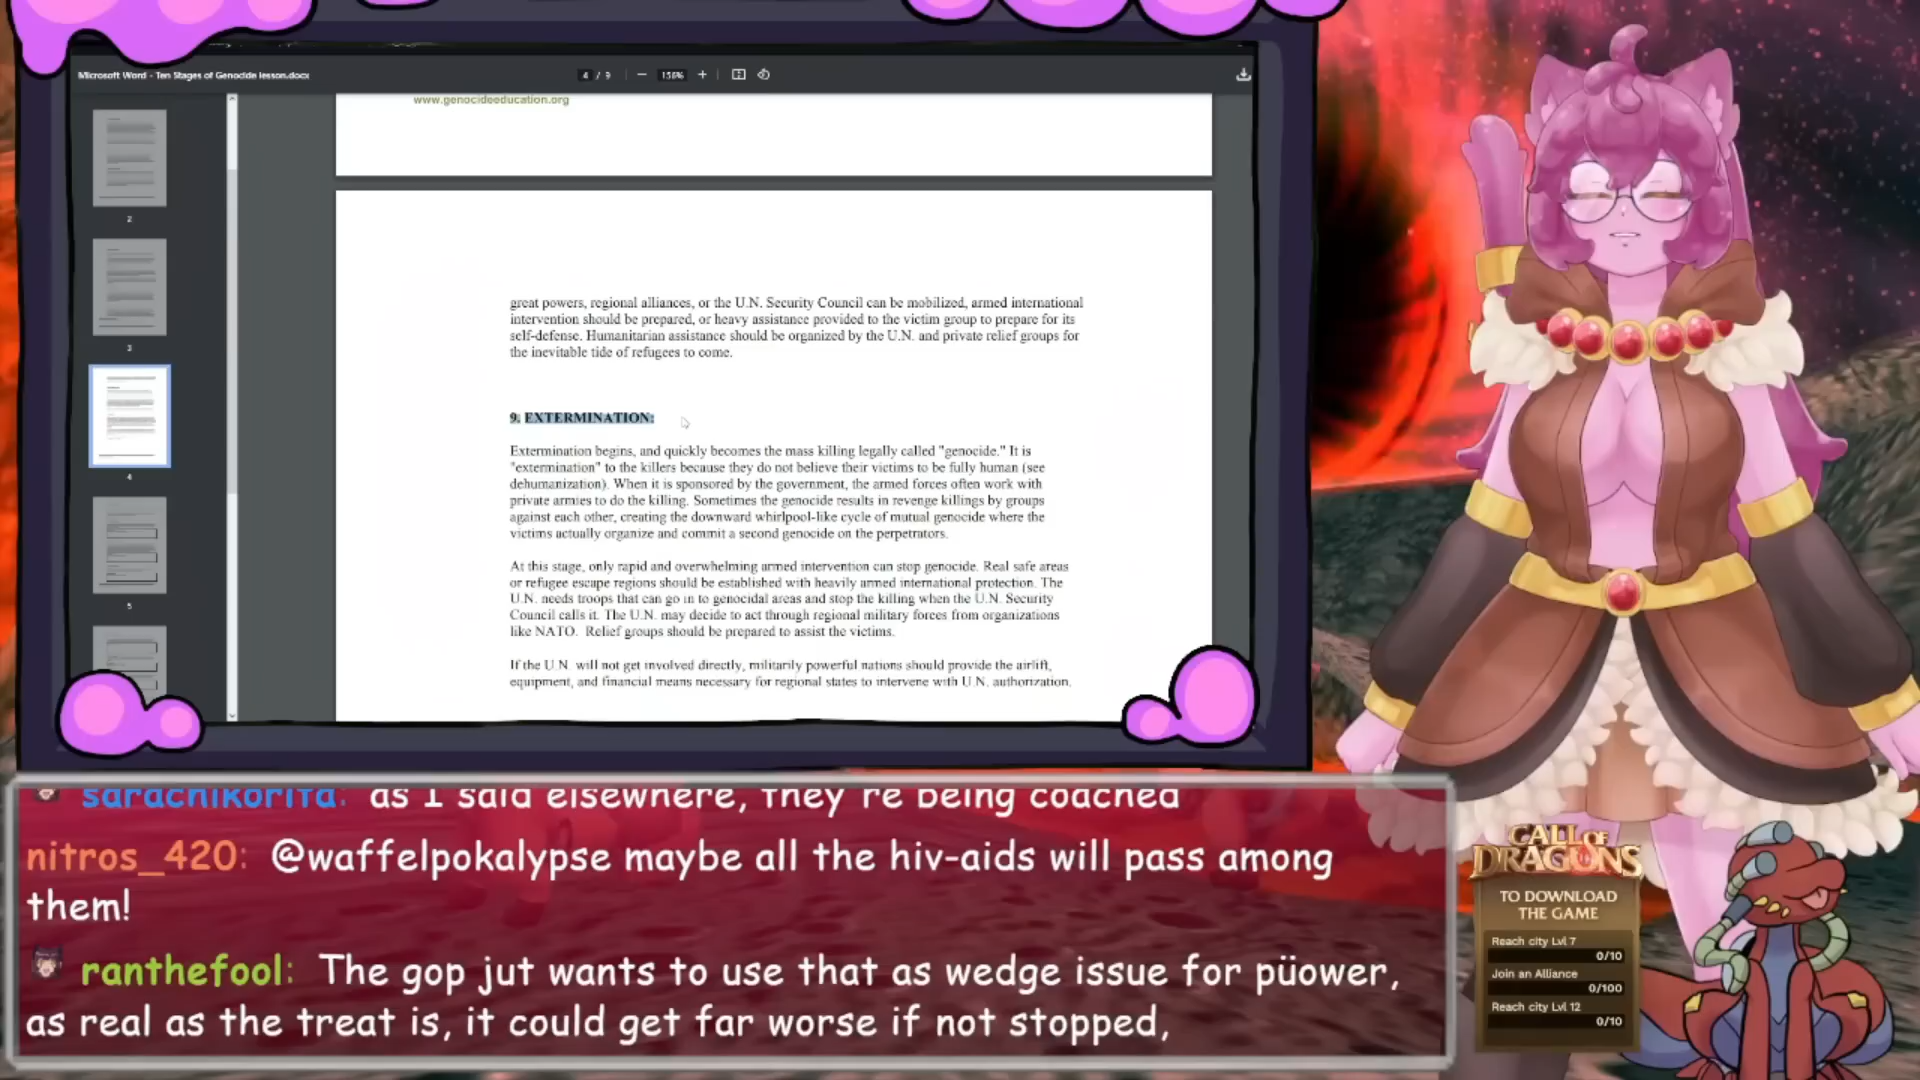 Microsoft Word - Ten Stages of Genocide lesson.docx
4 / 9
156%
2
3
4
5
www.genocideeducation.org
great powers, regional alliances, or the U.N. Security Council can be mobilized, armed international
intervention should be prepared, or heavy assistance provided to the victim group to prepare for its
self-defense. Humanitarian assistance should be organized by the U.N. and private relief groups for
the inevitable tide of refugees to come.
9. EXTERMINATION:
Extermination begins, and quickly becomes the mass killing legally called "genocide." It is
"extermination" to the killers because they do not believe their victims to be fully human (see
dehumanization). When it is sponsored by the government, the armed forces often work with
private armies to do the killing. Sometimes the genocide results in revenge killings by groups
against each other, creating the downward whirlpool-like cycle of mutual genocide where the
victims actually organize and commit a second genocide on the perpetrators.
At this stage, only rapid and overwhelming armed intervention can stop genocide. Real safe areas
or refugee escape regions should be established with heavily armed international protection. The
U.N. needs troops that can go in to genocidal areas and stop the killing when the U.N. Security
Council calls it. The U.N. may decide to act through regional military forces from organizations
like NATO. Relief groups should be prepared to assist the victims.
If the U.N. will not get involved directly, militarily powerful nations should provide the airlift,
equipment, and financial means necessary for regional states to intervene with U.N. authorization.
sarachikorita: as I said elsewhere, they're being coached
nitros_420: @waffelpokalypse maybe all the hiv-aids will pass among
them!
ranthefool: The gop jut wants to use that as wedge issue for püower,
as real as the treat is, it could get far worse if not stopped,
CALL OF
DRAGONS
TO DOWNLOAD
THE GAME
Reach city Lvl 7
0/10
Join an Alliance
0/100
Reach city Lvl 12
0/10